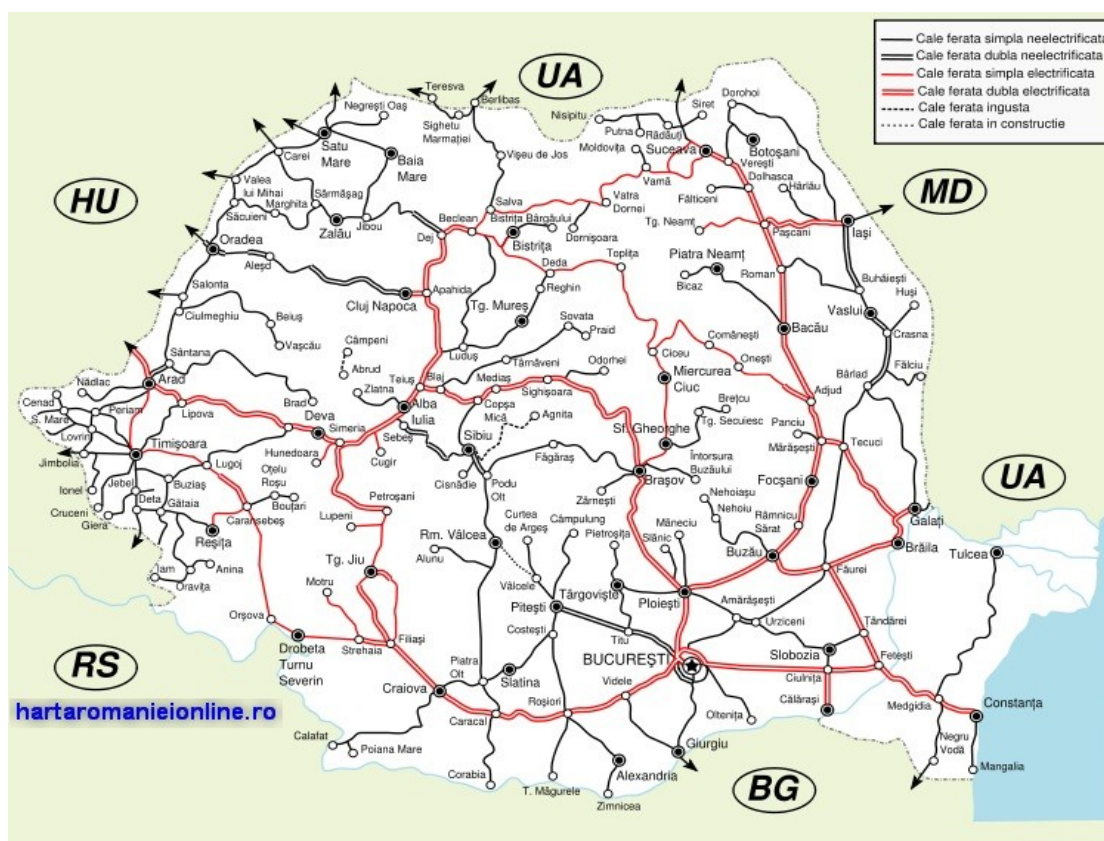 Cale ferata simpla neelectrificata
Cale ferata dubla neelectrificata
Cale ferata simpla electrificata
Cale ferata dubla electrificata
Cale ferata ingusta
Cale ferata in constructie
UA
HU
MD
UA
RS
BG
hartaromanieionline.ro
Teresva
Berlibas
Negrești Oaș
Sighetu
Marmației
Satu
Mare
Baia
Mare
Carei
Valea
lui Mihai
Marghita
Sărmășag
Săcuieni
Zalău
Jibou
Vișeu de Jos
Nisipitu
Putna
Rădăuți
Siret
Dorohoi
Moldovița
Suceava
Botoșani
Verești
Vamă
Dolhasca
Hârlău
Fălticeni
Vatra
Dornei
Tg. Neamț
Pașcani
Iași
Salva
Beclean
Bistrița Bârgăului
Bistrița
Dornișoara
Dej
Deda
Toplița
Reghin
Piatra Neamț
Bicaz
Roman
Buhăiești
Huși
Vaslui
Crasna
Oradea
Aleșd
Cluj Napoca
Apahida
Tg. Mureș
Salonta
Ciulmeghiu
Beiuș
Vașcău
Sovata
Praid
Comănești
Bacău
Fălciu
Câmpeni
Abrud
Luduș
Târnăveni
Odorhei
Ciceu
Miercurea
Ciuc
Onești
Bârlad
Adjud
Sântana
Nădlac
Arad
Cenad
S. Mare
Periam
Lipova
Brad
Zlatna
Teiuș
Blaj
Mediaș
Sighișoara
Copșa
Mică
Agnita
Brețcu
Tg. Secuiesc
Panciu
Mărășești
Tecuci
Lovrin
Deva
Simeria
Alba
Iulia
Sebeș
Sibiu
Sf. Gheorghe
Timișoara
Jimbolia
Hunedoara
Cugir
Făgăraș
Întorsura
Buzăului
Brașov
Focșani
Lugoj
Oțelu
Roșu
Buziaș
Jebel
Ionel
Deta
Gătaia
Cruceni
Giera
Bouțari
Caransebeș
Reșița
Cisnădie
Podu
Olt
Zărnești
Petroșani
Lupeni
Nehoiașu
Nehoiu
Râmnicu
Sărat
Galați
Brăila
Tulcea
Curtea
de Argeș
Câmpulung
Pietroșița
Măneciu
Slănic
Rm. Vâlcea
Alunu
Buzău
Făurei
Iam
Anina
Oravița
Tg. Jiu
Motru
Vâlcele
Târgoviște
Ploiești
Amărășești
Urziceni
Țăndărei
Pitești
Orșova
Costești
Titu
Filiași
Strehaia
Drobeta
Turnu
Severin
BUCUREȘTI
Slobozia
Fetești
Ciulnița
Piatra
Olt
Slatina
Craiova
Videle
Călărași
Roșiori
Oltenița
Medgidia
Constanța
Caracal
Calafat
Poiana Mare
Giurgiu
Negru
Vodă
Mangalia
Corabia
Alexandria
T. Măgurele
Zimnicea